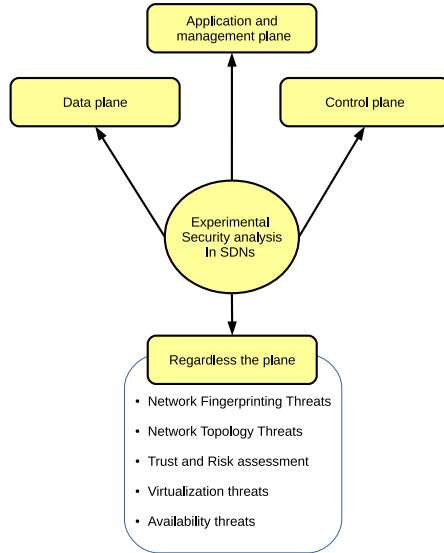 Application and
management plane
Data plane
Control plane
Experimental
Security analysis
In SDNs
Regardless the plane
• Network Fingerprinting Threats
• Network Topology Threats
• Trust and Risk assessment
• Virtualization threats
• Availability threats